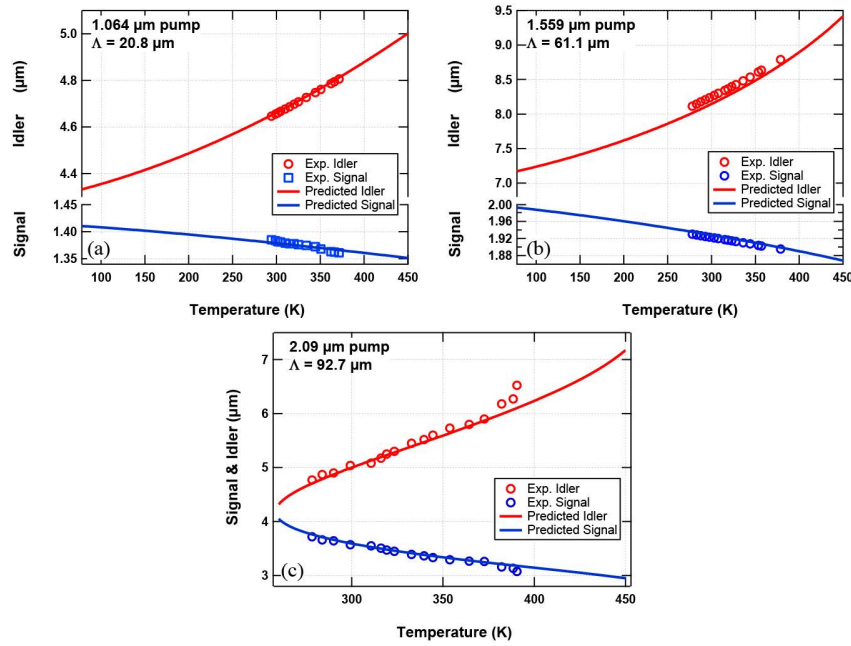 1.064 µm pump
Λ = 20.8 µm
5.0
4.8
4.6
4.4
Idler (µm)
Exp. Idler
Exp. Signal
Predicted Idler
Predicted Signal
1.45
1.40
1.35
Signal
(a)
100 150 200 250 300 350 400 450
Temperature (K)
1.559 µm pump
Λ = 61.1 µm
9.5
9.0
8.5
8.0
7.5
7.0
Idler (µm)
Exp. Idler
Exp. Signal
Predicted Idler
Predicted Signal
2.00
1.96
1.92
1.88
Signal
(b)
100 150 200 250 300 350 400 450
Temperature (K)
2.09 µm pump
Λ = 92.7 µm
7
6
5
4
3
Signal & Idler (µm)
Exp. Idler
Exp. Signal
Predicted Idler
Predicted Signal
(c)
300 350 400 450
Temperature (K)